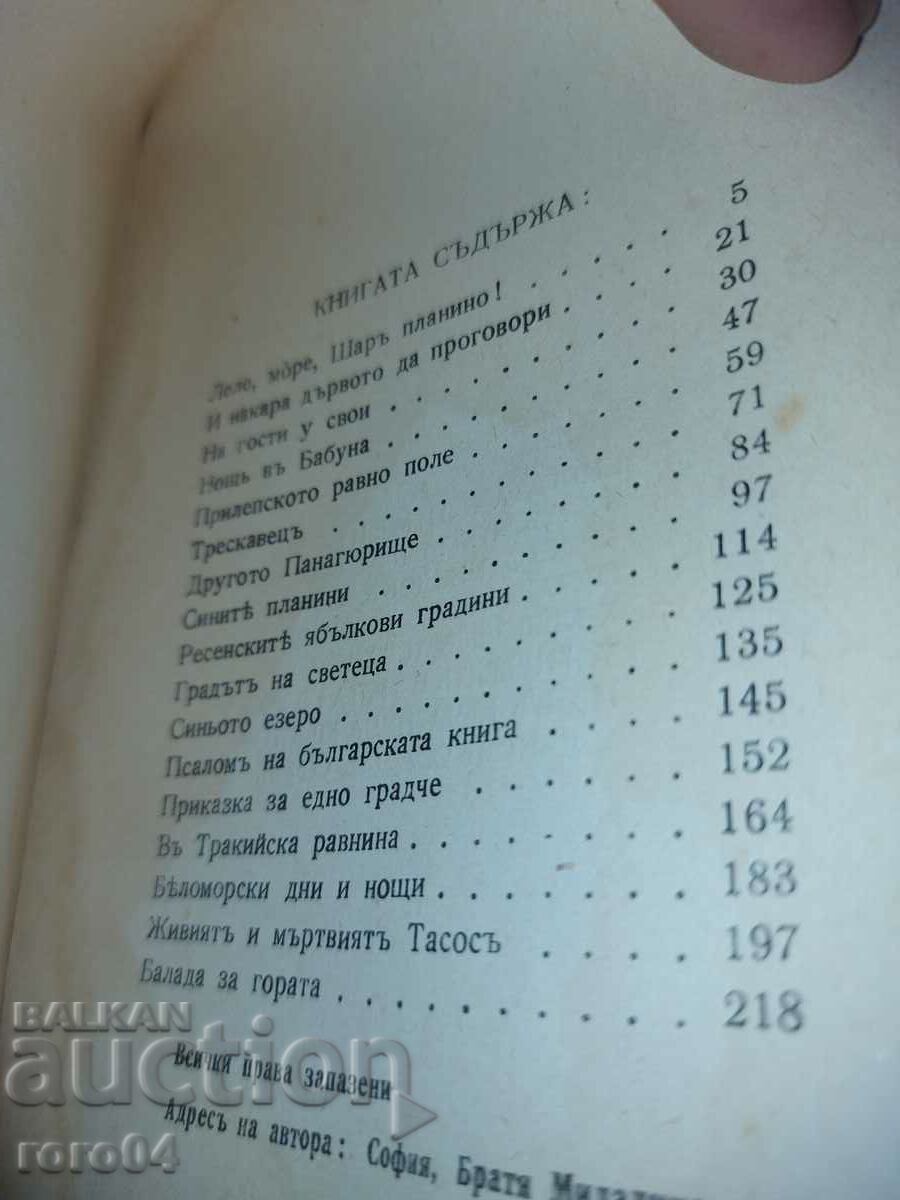 КНИГАТА СЪДЪРЖА:
Леле, мо̀ре, Шаръ планино! . . . . . 5
И накара дървото да проговори . . . . 21
На гости у свои . . . . . . . . 30
Нощь въ Бабуна . . . . . . . . 47
Прилепското равно поле . . . . . . 59
Трескавецъ . . . . . . . . . . 71
Другото Панагюрище . . . . . . . 84
Синитѣ планини . . . . . . . . . 97
Ресенскитѣ ябълкови градини . . . . 114
Градътъ на светеца . . . . . . . . 125
Синьото езеро . . . . . . . . . . 135
Псаломъ на българската книга . . . . 145
Приказка за едно градче . . . . . . 152
Въ Тракийска равнина . . . . . . . 164
Бѣломорски дни и нощи . . . . . . . 183
Живиятъ и мъртвиятъ Тасосъ . . . . 197
Балада за гората . . . . . . . . . 218
Всички права запазени
Адресъ на автора: София, Братя
BALKAN
auction
roro04